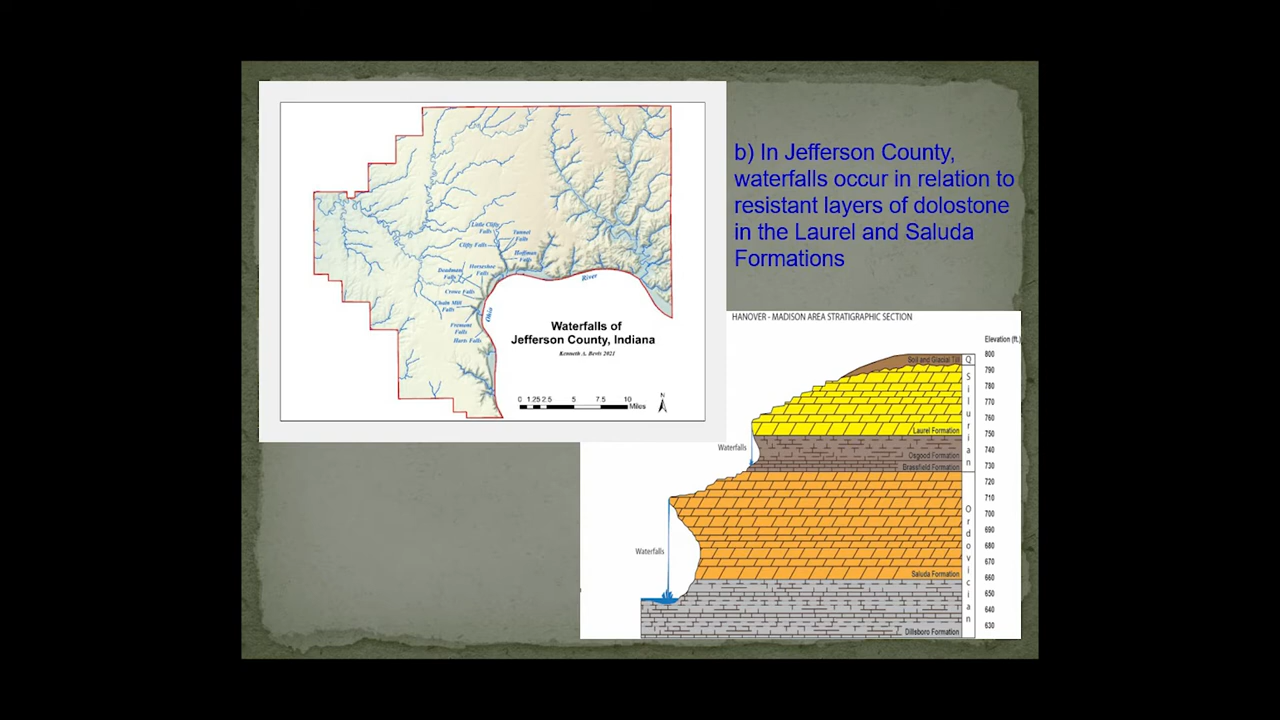 b) In Jefferson County,
waterfalls occur in relation to
resistant layers of dolostone
in the Laurel and Saluda
Formations
Little Clifty
Falls
Tunnel
Falls
Clifty Falls
Hoffman
Falls
Horseshoe
Falls
Deadman
Falls
Crowe Falls
Chain Mill
Falls
Fremont
Falls
Harts Falls
Ohio
River
Waterfalls of
Jefferson County, Indiana
Kenneth A. Bevis 2021
0 1.25 2.5 5 7.5 10
Miles
N
HANOVER - MADISON AREA STRATIGRAPHIC SECTION
Elevation (ft.)
800
790
780
770
760
750
740
730
720
710
700
690
680
670
660
650
640
630
Soil and Glacial Till
Q
Silurian
Laurel Formation
Waterfalls
Osgood Formation
Brassfield Formation
Ordovician
Waterfalls
Saluda Formation
Dillsboro Formation